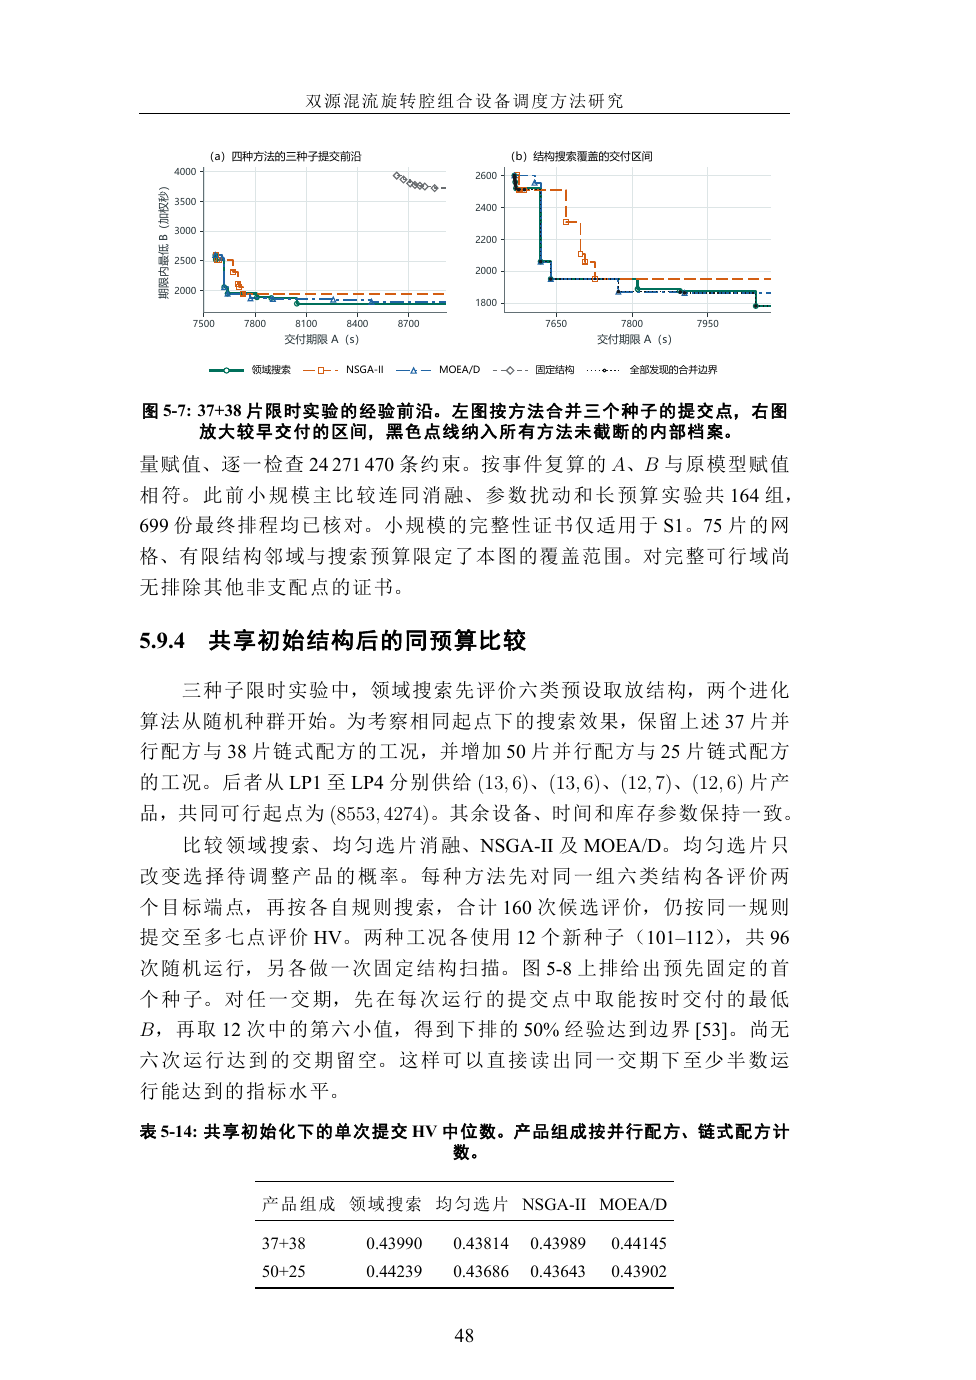 双源混流旋转腔组合设备调度方法研究
(a) 四种方法的三种子提交前沿
(b) 结构搜索覆盖的交付区间
4000
3500
3000
2500
2000
期限内最低 B（加权秒）
7500 7800 8100 8400 8700
交付期限 A（s）
2600
2400
2200
2000
1800
7650 7800 7950
交付期限 A（s）
领域搜索 NSGA-II MOEA/D 固定结构 全部发现的合并边界
图 5-7: 37+38 片限时实验的经验前沿。左图按方法合并三个种子的提交点，右图
放大较早交付的区间，黑色点线纳入所有方法未截断的内部档案。
量赋值、逐一检查 24 271 470 条约束。按事件复算的 A、B 与原模型赋值
相符。此前小规模主比较连同消融、参数扰动和长预算实验共 164 组，
699 份最终排程均已核对。小规模的完整性证书仅适用于 S1。75 片的网
格、有限结构邻域与搜索预算限定了本图的覆盖范围。对完整可行域尚
无排除其他非支配点的证书。
5.9.4 共享初始结构后的同预算比较
三种子限时实验中，领域搜索先评价六类预设取放结构，两个进化
算法从随机种群开始。为考察相同起点下的搜索效果，保留上述 37 片并
行配方与 38 片链式配方的工况，并增加 50 片并行配方与 25 片链式配方
的工况。后者从 LP1 至 LP4 分别供给 (13, 6)、(13, 6)、(12, 7)、(12, 6) 片产
品，共同可行起点为 (8553, 4274)。其余设备、时间和库存参数保持一致。
比较领域搜索、均匀选片消融、NSGA-II 及 MOEA/D。均匀选片只
改变选择待调整产品的概率。每种方法先对同一组六类结构各评价两
个目标端点，再按各自规则搜索，合计 160 次候选评价，仍按同一规则
提交至多七点评价 HV。两种工况各使用 12 个新种子（101–112），共 96
次随机运行，另各做一次固定结构扫描。图 5-8 上排给出预先固定的首
个种子。对任一交期，先在每次运行的提交点中取能按时交付的最低
B，再取 12 次中的第六小值，得到下排的 50% 经验达到边界 [53]。尚无
六次运行达到的交期留空。这样可以直接读出同一交期下至少半数运
行能达到的指标水平。
表 5-14: 共享初始化下的单次提交 HV 中位数。产品组成按并行配方、链式配方计
数。
产品组成 领域搜索 均匀选片 NSGA-II MOEA/D
37+38 0.43990 0.43814 0.43989 0.44145
50+25 0.44239 0.43686 0.43643 0.43902
48